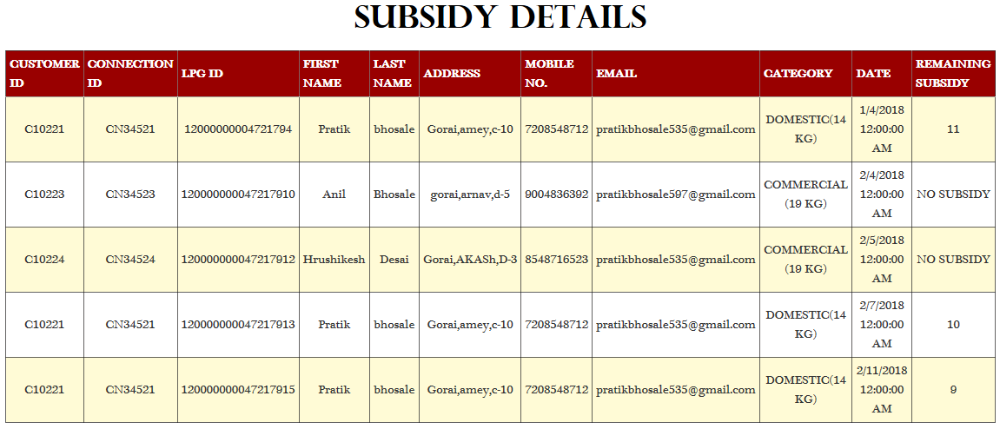 SUBSIDY DETAILS
CUSTOMER ID CONNECTION ID LPG ID FIRST NAME LAST NAME ADDRESS MOBILE NO. EMAIL CATEGORY DATE REMAINING SUBSIDY
C10221 CN34521 12000000004721794 Pratik bhosale Gorai,amey,c-10 7208548712 pratikbhosale535@gmail.com DOMESTIC(14 KG) 1/4/2018 12:00:00 AM 11
C10223 CN34523 120000000047217910 Anil Bhosale gorai,arnav,d-5 9004836392 pratikbhosale597@gmail.com COMMERCIAL (19 KG) 2/4/2018 12:00:00 AM NO SUBSIDY
C10224 CN34524 120000000047217912 Hrushikesh Desai Gorai,AKASh,D-3 8548716523 pratikbhosale535@gmail.com COMMERCIAL (19 KG) 2/5/2018 12:00:00 AM NO SUBSIDY
C10221 CN34521 120000000047217913 Pratik bhosale Gorai,amey,c-10 7208548712 pratikbhosale535@gmail.com DOMESTIC(14 KG) 2/7/2018 12:00:00 AM 10
C10221 CN34521 120000000047217915 Pratik bhosale Gorai,amey,c-10 7208548712 pratikbhosale535@gmail.com DOMESTIC(14 KG) 2/11/2018 12:00:00 AM 9